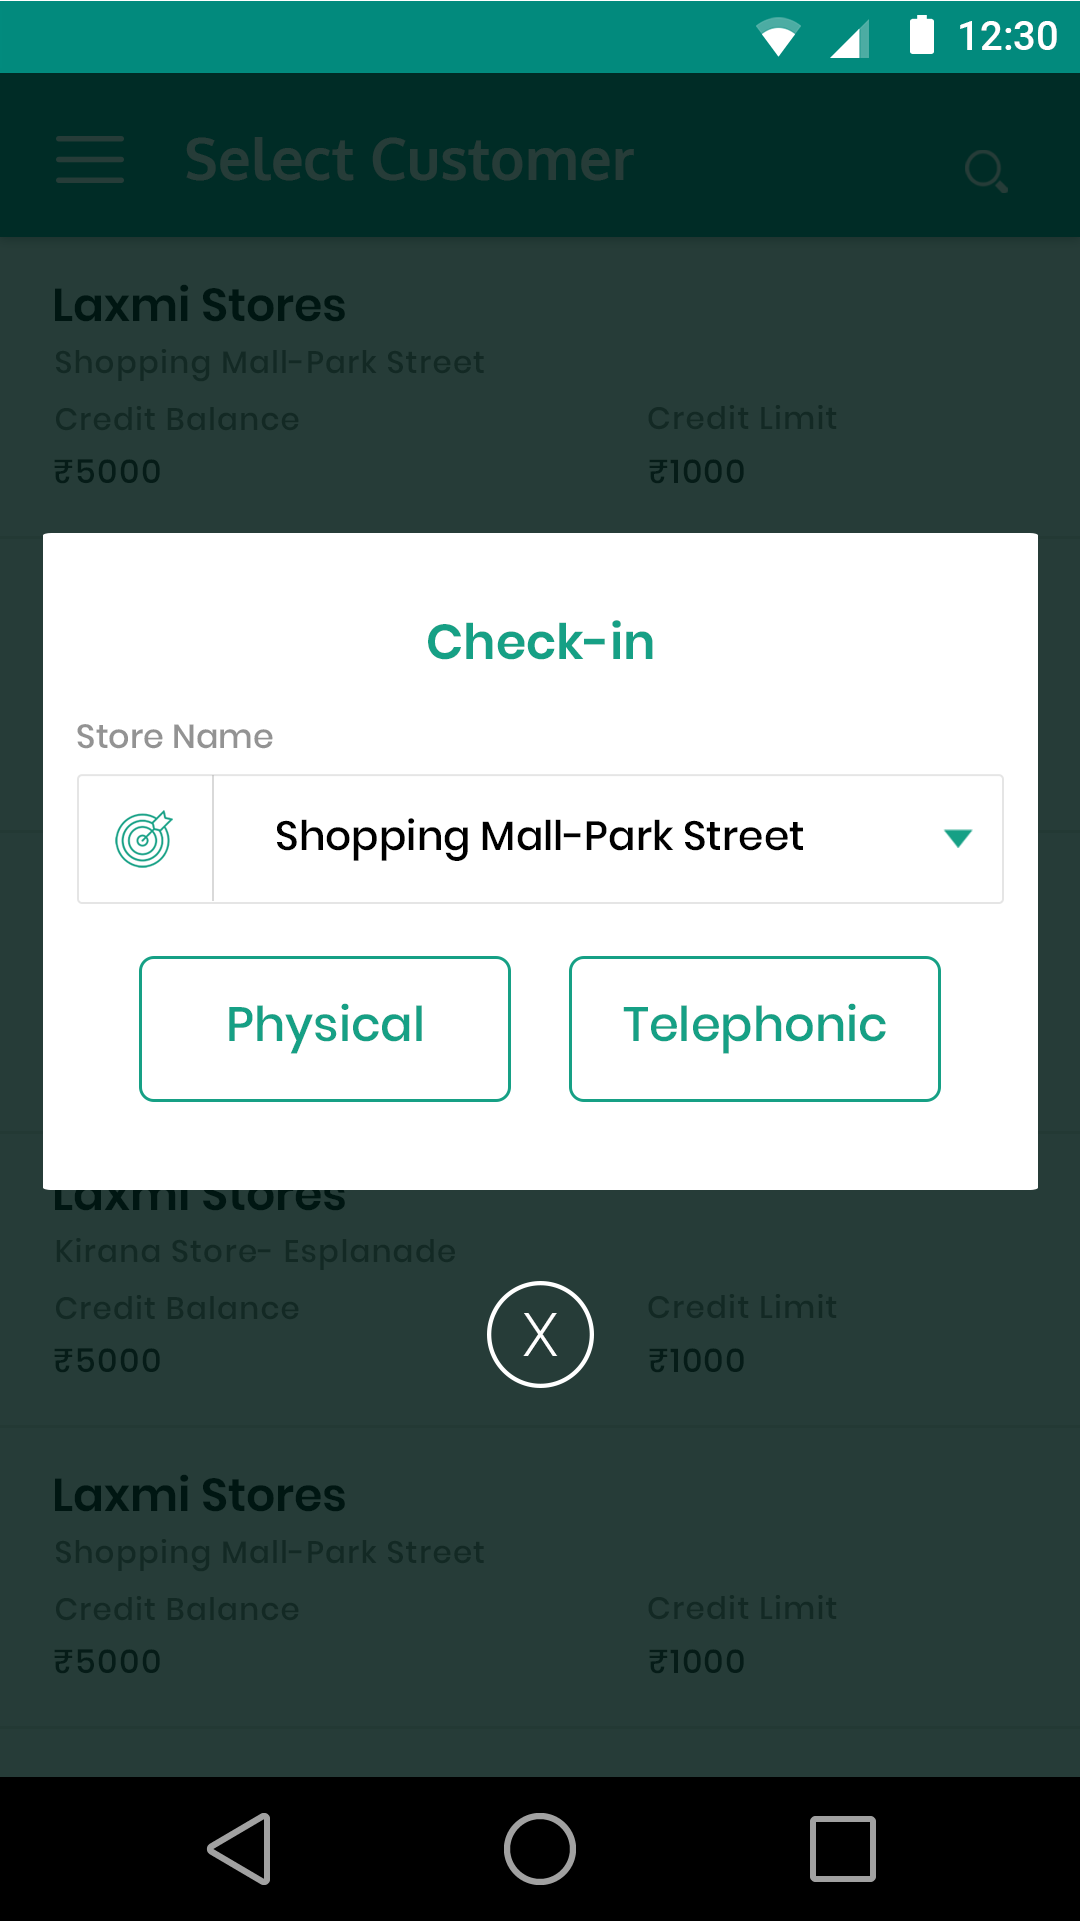 12:30
Select Customer
Laxmi Stores
Shopping Mall-Park Street
Credit Balance Credit Limit
₹5000 ₹1000
Check-in
Store Name
Shopping Mall-Park Street
Physical Telephonic
Laxmi Stores
Kirana Store- Esplanade
Credit Balance Credit Limit
X
₹5000 ₹1000
Laxmi Stores
Shopping Mall-Park Street
Credit Balance Credit Limit
₹5000 ₹1000